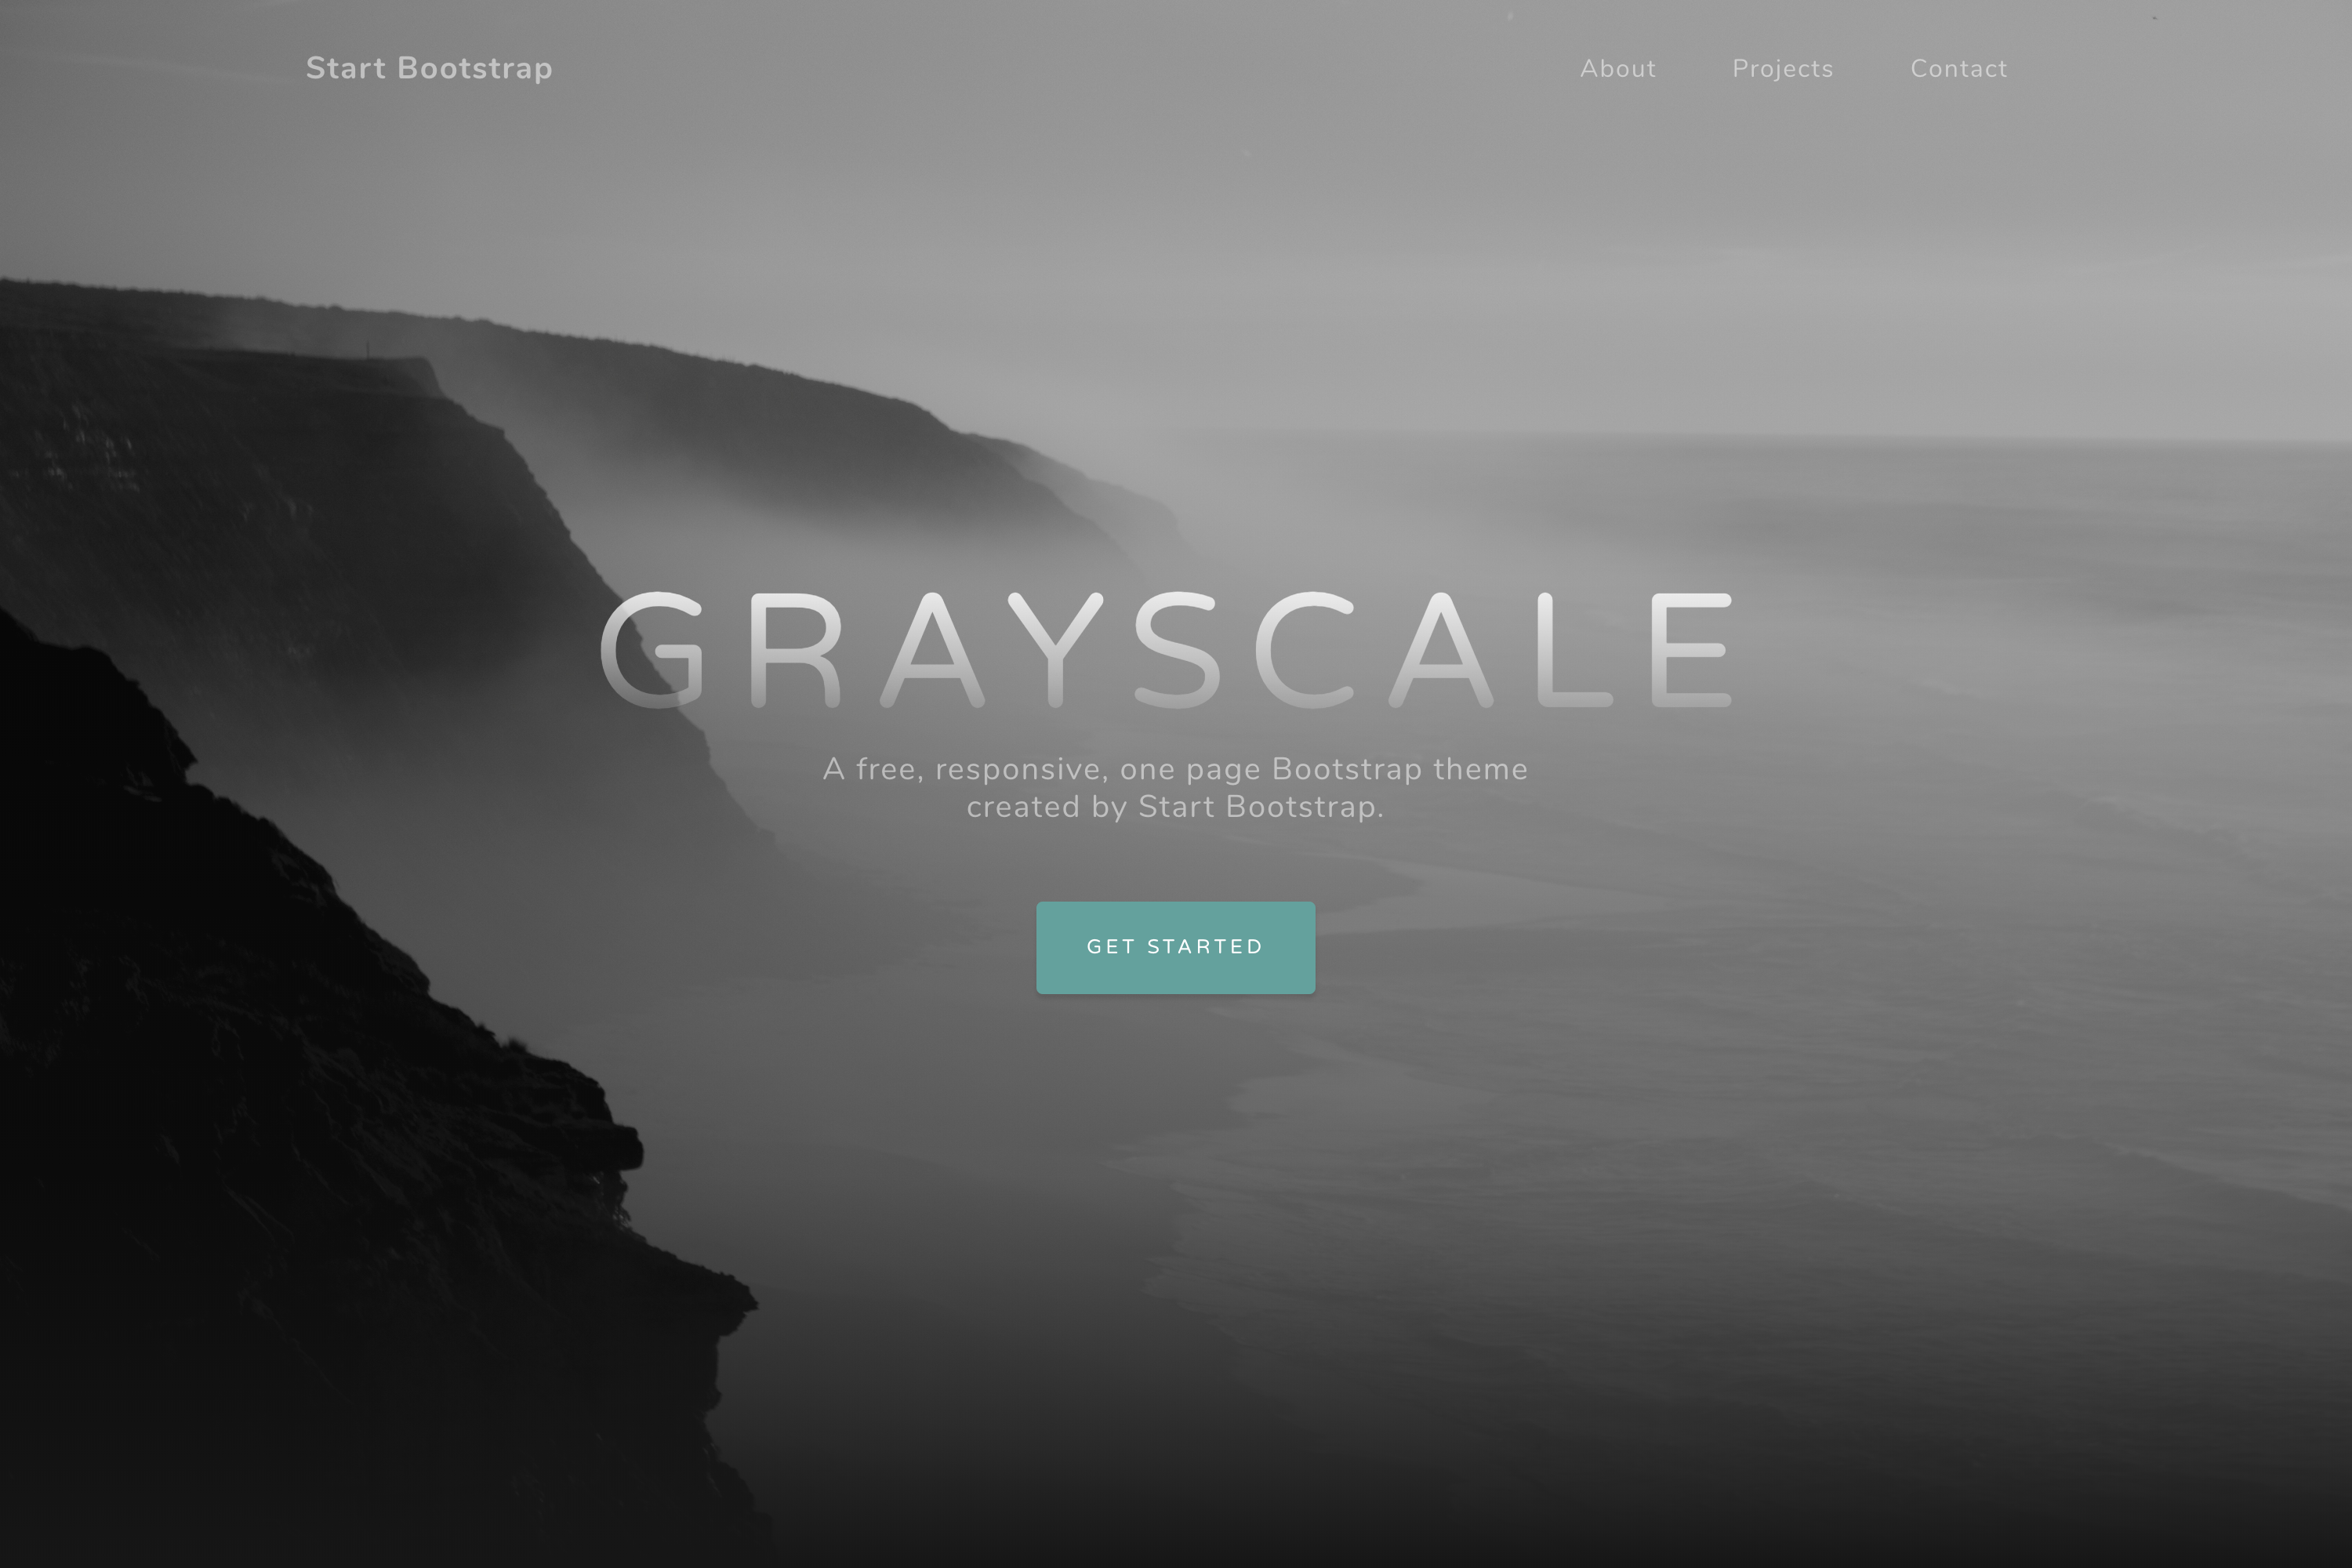 Start Bootstrap
About
Projects
Contact
GRAYSCALE
A free, responsive, one page Bootstrap theme
created by Start Bootstrap.
GET STARTED